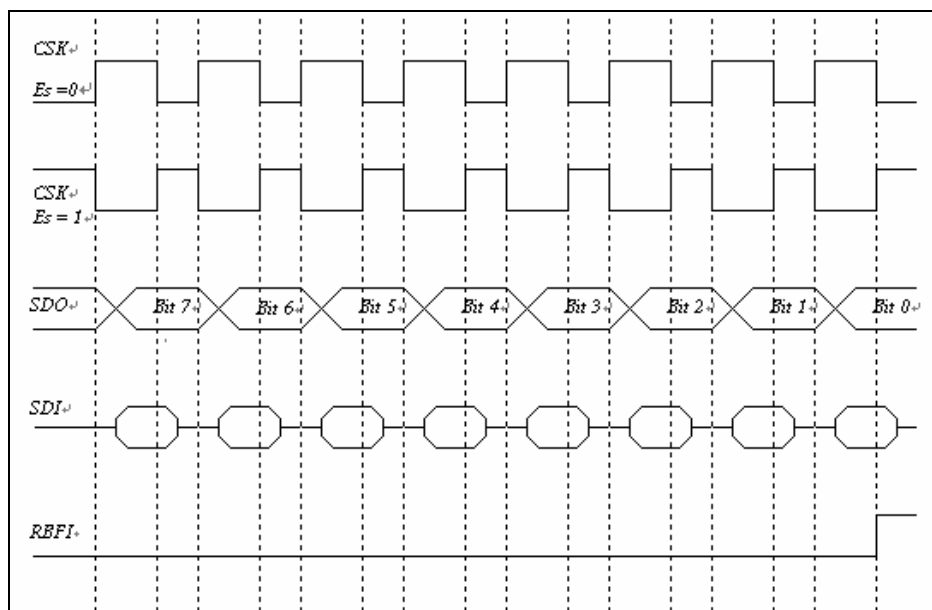 CSK↵
Es =0↵
CSK↵
Es = 1↵
SDO↵ Bit 7↵ Bit 6↵ Bit 5↵ Bit 4↵ Bit 3↵ Bit 2↵ Bit 1↵ Bit 0↵
SDI↵
RBFI↵